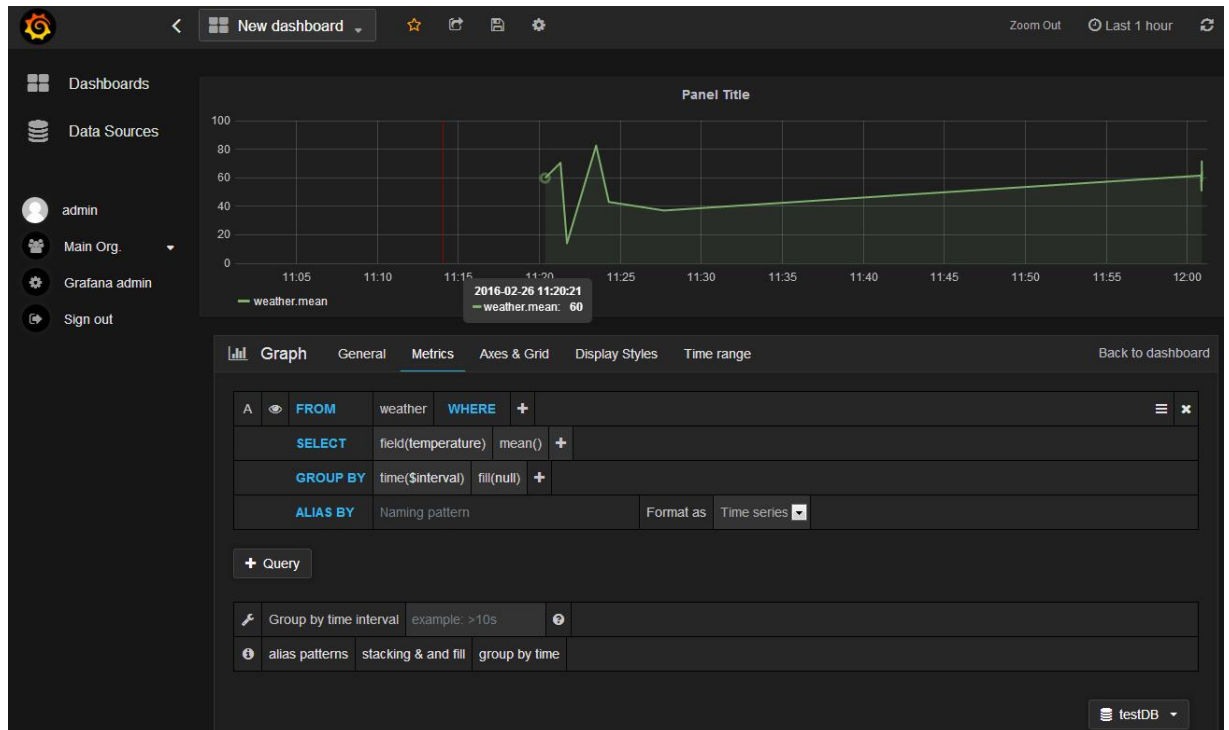 New dashboard
Zoom Out Last 1 hour
Dashboards
Data Sources
admin
Main Org.
Grafana admin
Sign out
Panel Title
100
80
60
40
20
0
11:05 11:10 11:15 11:20 11:25 11:30 11:35 11:40 11:45 11:50 11:55 12:00
weather.mean
2016-02-26 11:20:21
weather.mean: 60
Graph General Metrics Axes & Grid Display Styles Time range Back to dashboard
A FROM weather WHERE +
SELECT field(temperature) mean() +
GROUP BY time($interval) fill(null) +
ALIAS BY Naming pattern Format as Time series
+ Query
Group by time interval example: >10s
alias patterns stacking & and fill group by time
testDB